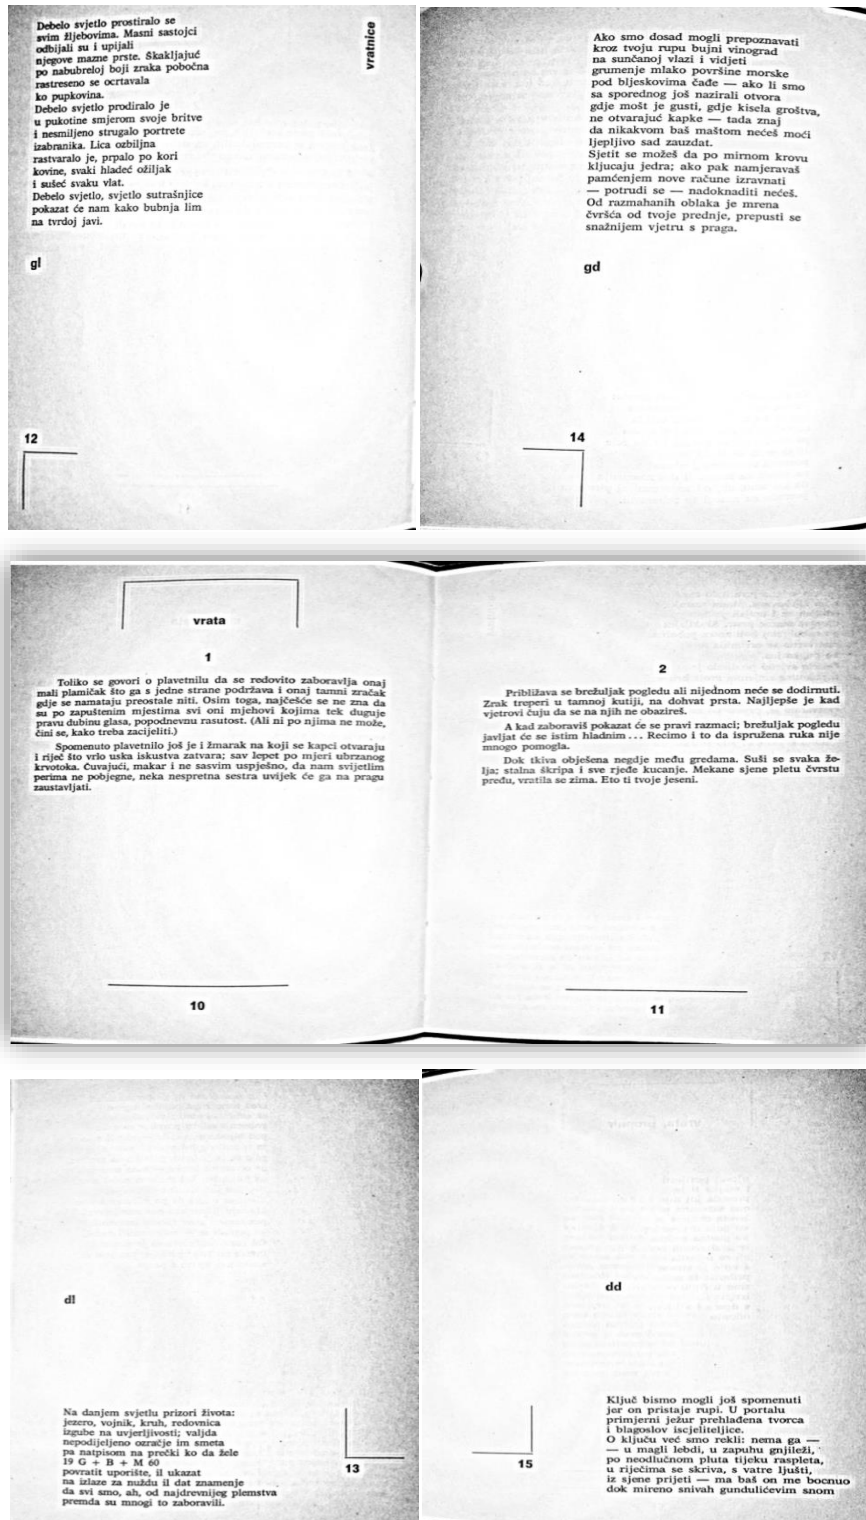 Debelo svjetlo prostiralo se
svim žljebovima. Masni sastojci
odbijali su i upijali
njegove mazne prste. Škakljajuć
po nabubreloj boji zraka pobočna
rastreseno se ocrtavala
ko pupkovina.
Debelo svjetlo prodiralo je
u pukotine smjerom svoje britve
i nesmiljeno strugalo portrete
izabranika. Lica ozbiljna
rastvaralo je, prpalo po kori
kovine, svaki hladeć ožiljak
i sušeć svaku vlat.
Debelo svjetlo, svjetlo sutrašnjice
pokazat će nam kako bubnja lim
na tvrdoj javi.
vratnice
gl
12
Ako smo dosad mogli prepoznavati
kroz tvoju rupu bujni vinograd
na sunčanoj vlazi i vidjeti
grumenje mlako površine morske
pod bljeskovima čađe — ako li smo
sa sporednog još nazirali otvora
gdje mošt je gusti, gdje kisela groštva,
ne otvarajuć kapke — tada znaj
da nikakvom baš maštom nećeš moći
ljepljivo sad zauzdat.
Sjetit se možeš da po mirnom krovu
kljucaju jedra; ako pak namjeravaš
pamćenjem nove račune izravnati
— potrudi se — nadoknaditi nećeš.
Od razmahanih oblaka je mrena
čvršća od tvoje prednje, prepusti se
snažnijem vjetru s praga.
gd
14
vrata
1
Toliko se govori o plavetnilu da se redovito zaboravlja onaj
mali plamičak što ga s jedne strane podržava i onaj tamni zračak
gdje se namataju preostale niti. Osim toga, najčešće se ne zna da
su po zapuštenim mjestima svi oni mjehovi kojima tek duguje
pravu dubinu glasa, popodnevnu rasutost. (Ali ni po njima ne može,
čini se, kako treba zacijeliti.)
Spomenuto plavetnilo još je i žmarak na koji se kapci otvaraju
i riječ što vrlo uska iskustva zatvara; sav lepet po mjeri ubrzanog
krvotoka. Čuvajući, makar i ne sasvim uspješno, da nam svijetlim
perima ne pobjegne, neka nespretna sestra uvijek će ga na pragu
zaustavljati.
10
2
Približava se brežuljak pogledu ali nijednom neće se dodirnuti.
Zrak treperi u tamnoj kutiji, na dohvat prsta. Najljepše je kad
vjetrovi čuju da se na njih ne obazireš.
A kad zaboraviš pokazat će se pravi razmaci; brežuljak pogledu
javljat će se istim hladnim ... Recimo i to da ispružena ruka nije
mnogo pomogla.
Dok tkiva obješena negdje među gredama. Suši se svaka že-
lja; stalna škripa i sve rjeđe kucanje. Mekane sjene pletu čvrstu
pređu, vratila se zima. Eto ti tvoje jeseni.
11
dl
Na danjem svjetlu prizori života:
jezero, vojnik, kruh, redovnica
izgube na uvjerljivosti; valjda
nepodijeljeno ozračje im smeta
pa natpisom na prečki ko da žele
19 G + B + M 60
povratit uporište, il ukazat
na izlaze za nuždu il dat znamenje
da svi smo, ah, od najdrevnijeg plemstva
premda su mnogi to zaboravili.
13
dd
Ključ bismo mogli još spomenuti
jer on pristaje rupi. U portalu
primjerni ježur prehlađena tvorca
i blagoslov iscjeliteljice.
O ključu već smo rekli: nema ga —
— u magli lebdi, u zapuhu gnjileži,
po neodlučnom pluta tijeku raspleta,
u riječima se skriva, s vatre ljušti,
iz sjene prijeti — ma baš on me bocnuo
dok mireno snivah gundulićevim snom
15